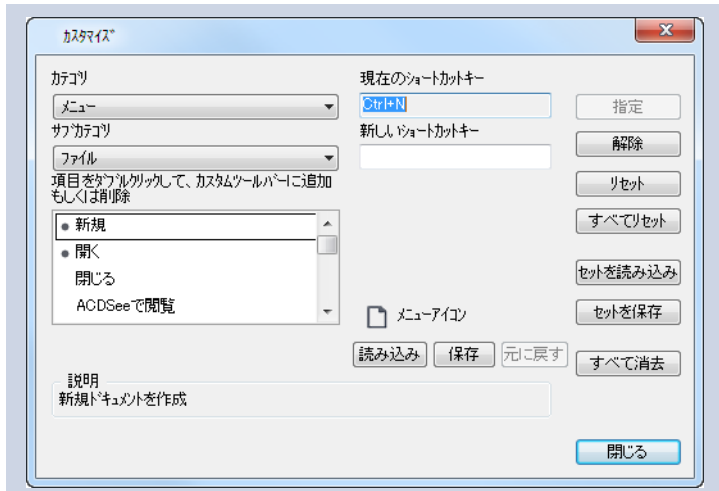 ｶｽﾀﾏｲｽﾞ
ｶﾃｺﾞﾘ
ﾒﾆｭｰ
ｻﾌﾞｶﾃｺﾞﾘ
ﾌｧｲﾙ
項目をﾀﾞﾌﾞﾙｸﾘｯｸして、ｶｽﾀﾑﾂｰﾙﾊﾞｰに追加
もしくは削除
新規
開く
閉じる
ACDSeeで閲覧
現在のｼｮｰﾄｶｯﾄｷｰ
Ctrl+N
新しいｼｮｰﾄｶｯﾄｷｰ
ﾒﾆｭｰｱｲｺﾝ
読み込み
保存
元に戻す
指定
解除
ﾘｾｯﾄ
すべてﾘｾｯﾄ
ｾｯﾄを読み込み
ｾｯﾄを保存
すべて消去
説明
新規ﾄﾞｷｭﾒﾝﾄを作成
閉じる